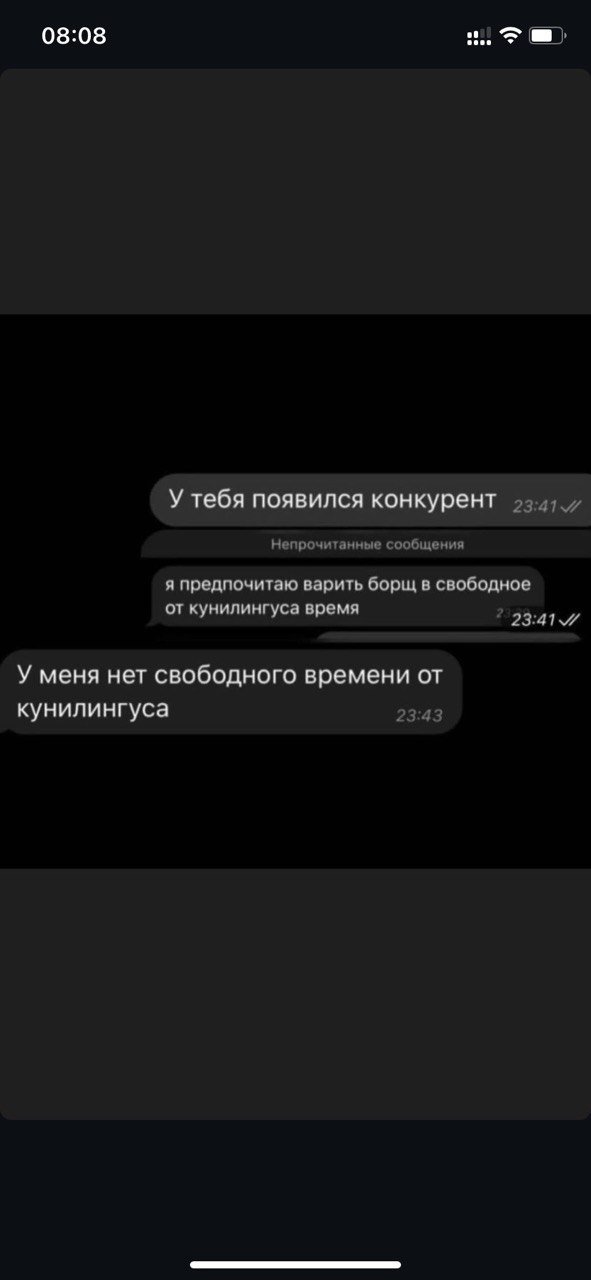 08:08
У тебя появился конкурент 23:41
Непрочитанные сообщения
я предпочитаю варить борщ в свободное
от кунилингуса время
23:41
У меня нет свободного времени от
кунилингуса 23:43